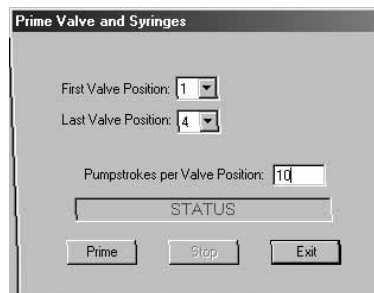 Prime Valve and Syringes
First Valve Position: 1
Last Valve Position: 4
Pumpstrokes per Valve Position: 10
STATUS
Prime Stop Exit